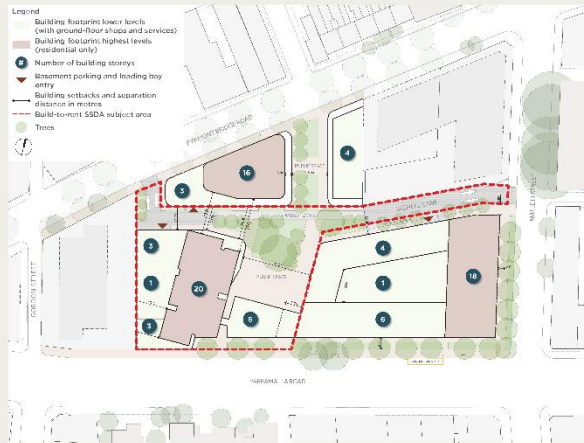 Legend
Building footprint lower levels
(with ground-floor shops and services)
Building footprint highest levels
(residential only)
# Number of building storeys
Basement parking and loading bay
entry
Building setbacks and separation
distance in metres
Build-to-rent SSDA subject area
Trees
PYRMONT BRIDGE ROAD
4
PUBLIC SPACE
16
3
GORDON STREET
3
4
1
PUBLIC SPACE
18
20
1
3
6
6
PARRAMATTA ROAD